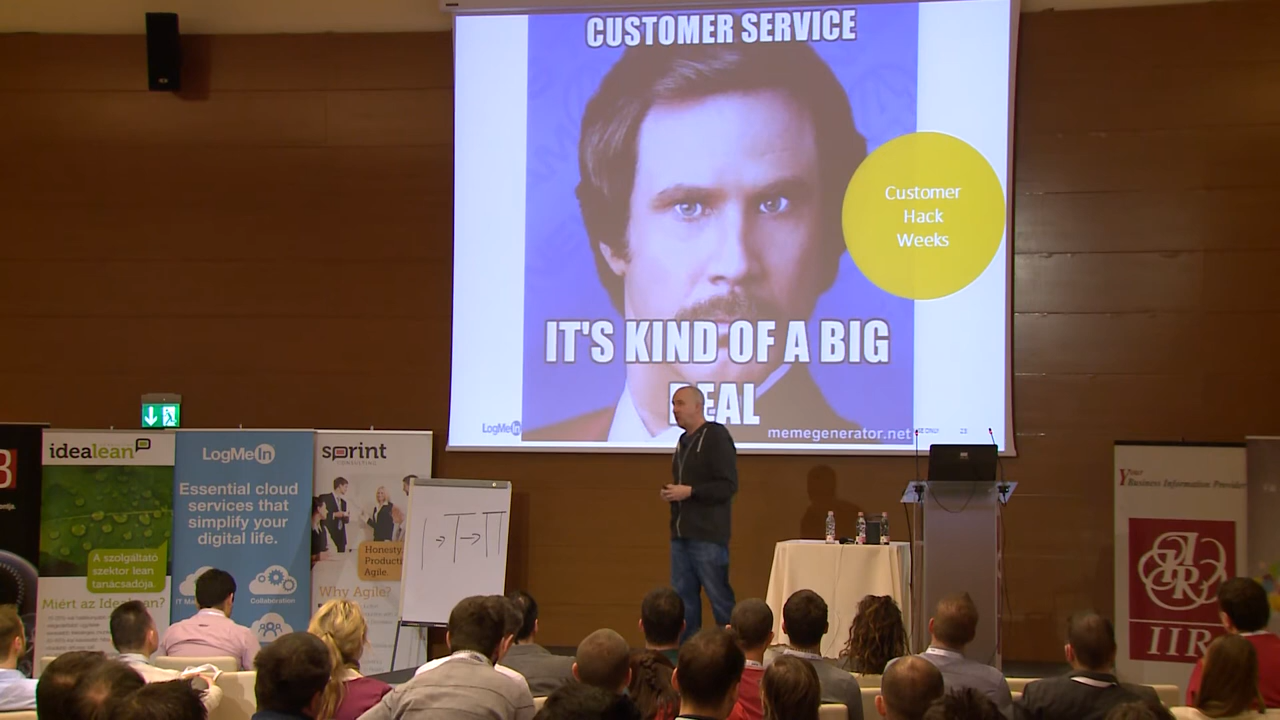 CUSTOMER SERVICE
Customer
Hack
Weeks
IT'S KIND OF A BIG
DEAL
memegenerator.net
LogMeIn
idealean
A szolgáltató
szektor lean
tanácsadója.
Miért az Idealean?
LogMeIn
Essential cloud
services that
simplify your
digital life.
Collaboration
sprint
CONSULTING
Honesty
Agile.
Why Agile?
I → T → Π
Your
Business Information Provider
IIR